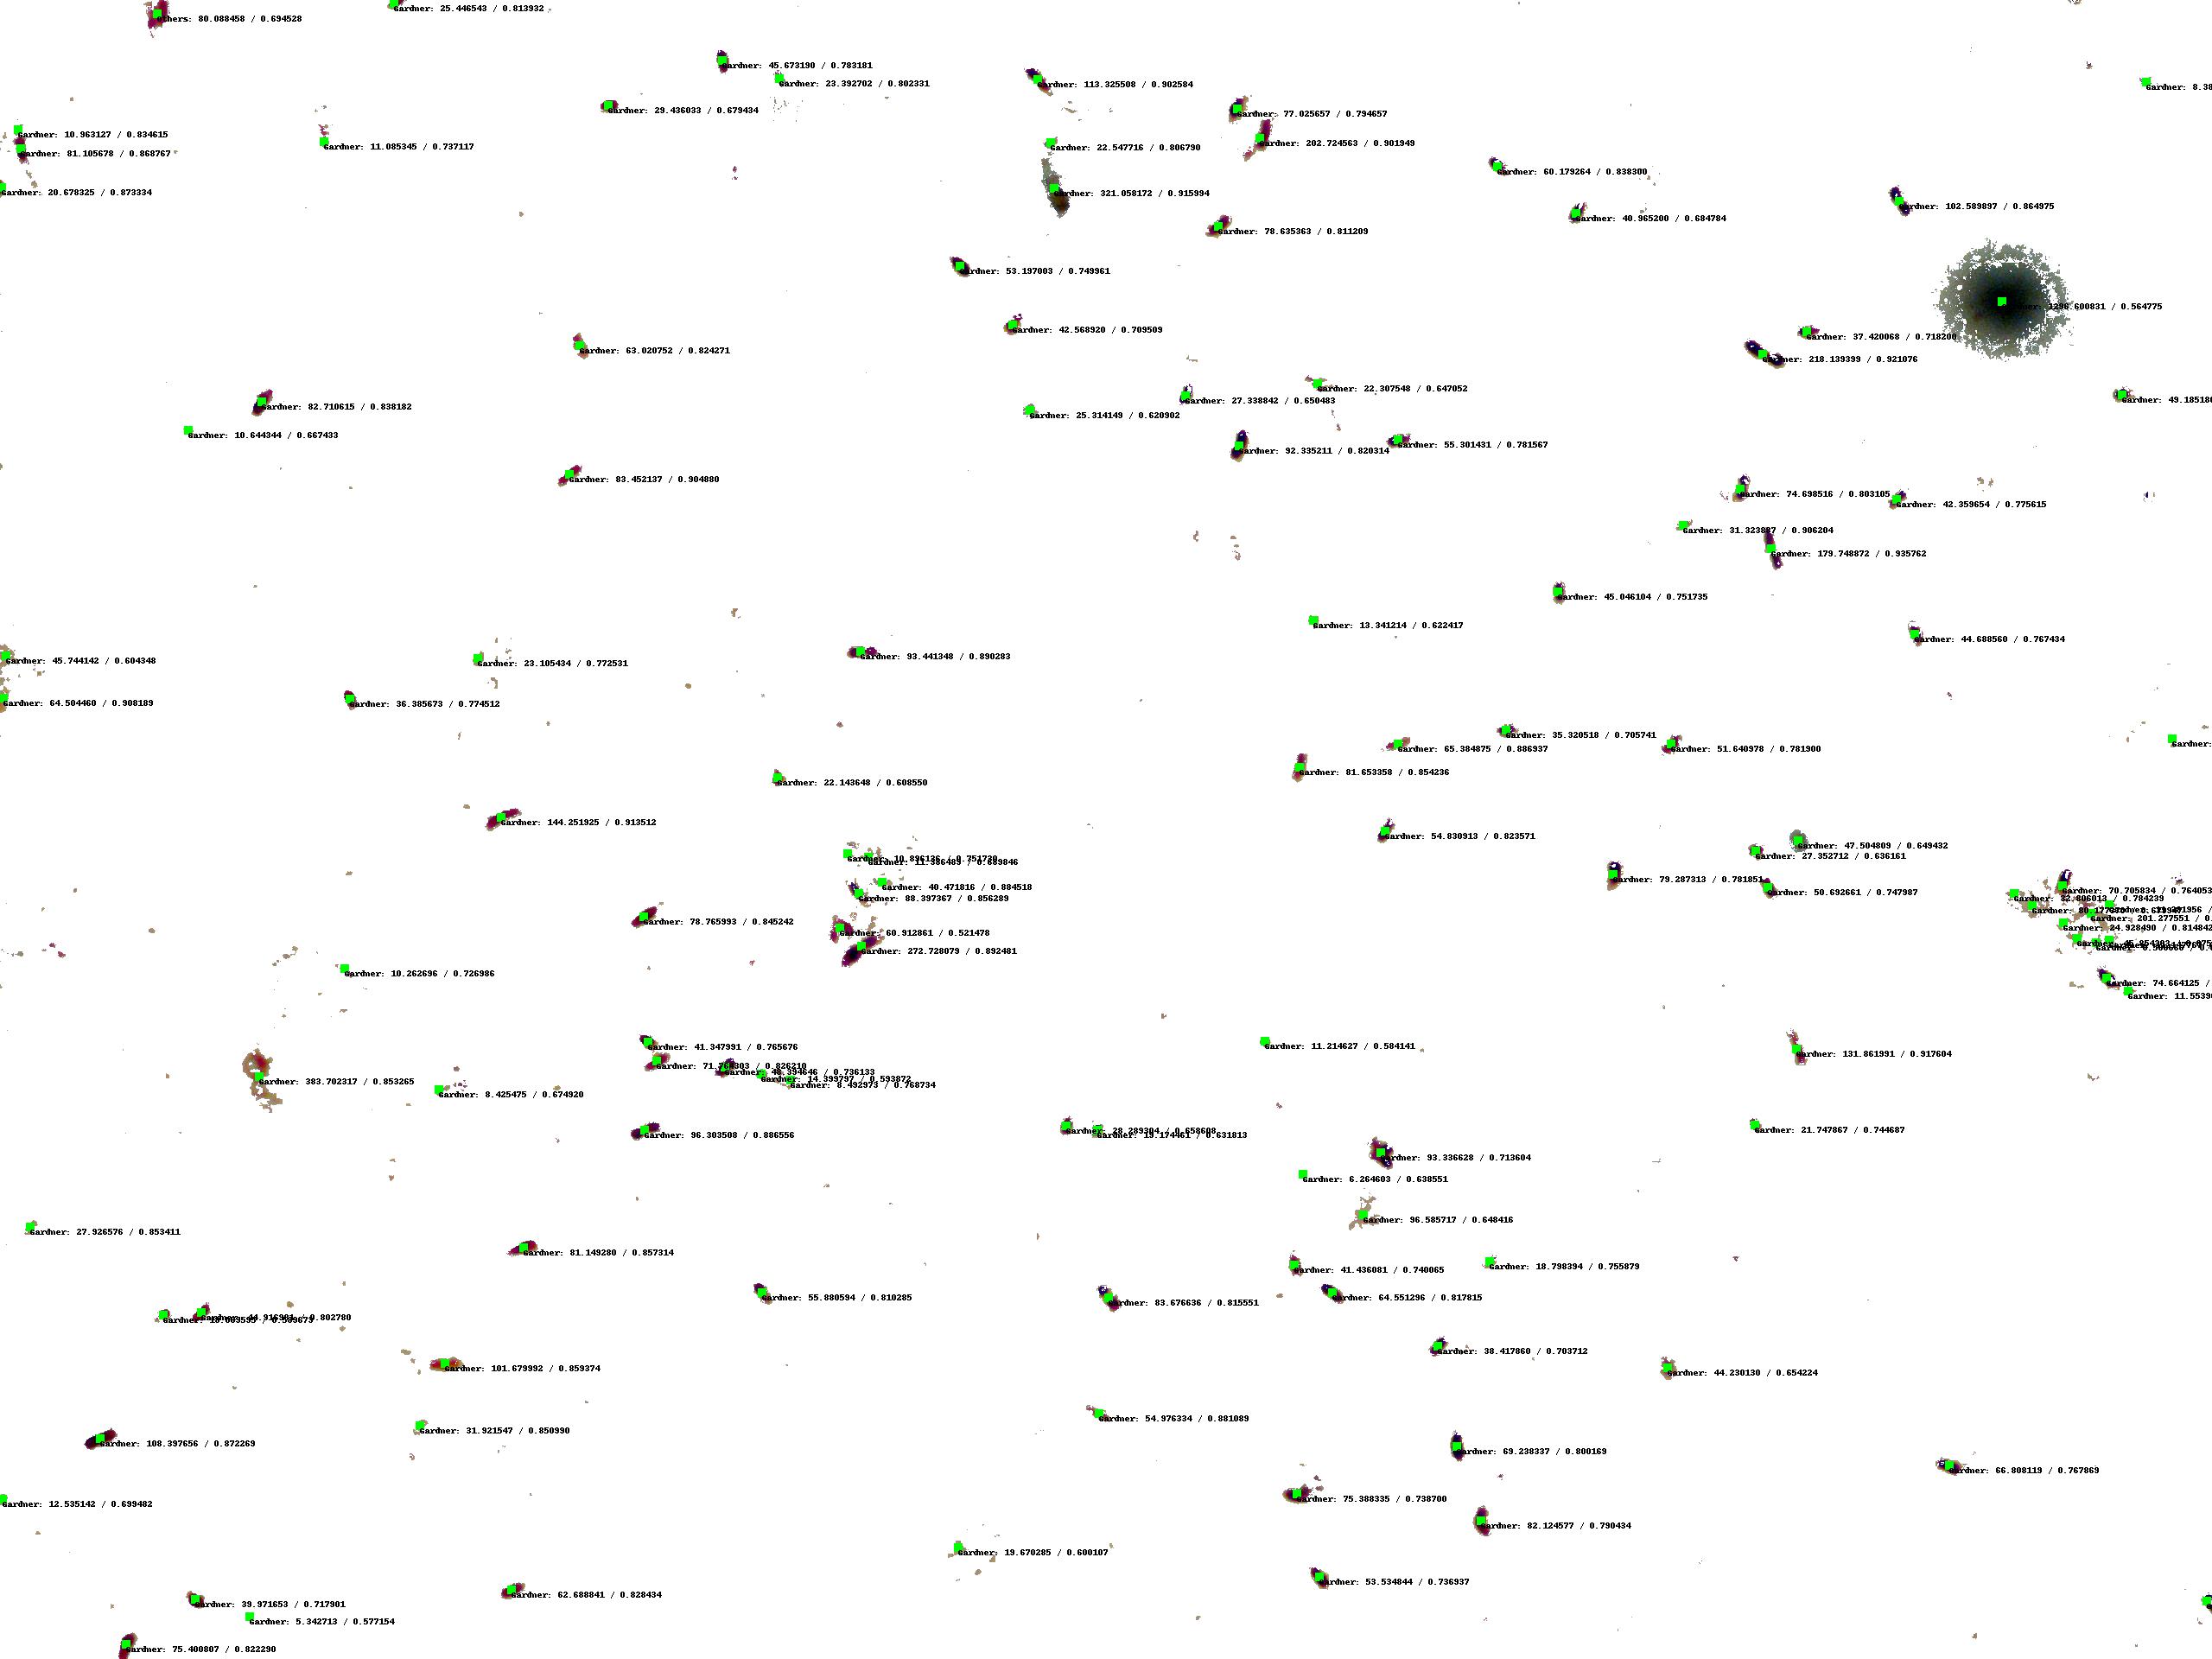 Gardner: 25.446543 / 0.813932
Others: 80.088458 / 0.694528
Gardner: 45.673190 / 0.783181
Gardner: 23.392702 / 0.802331
Gardner: 113.325508 / 0.902584
Gardner: 8.38
Gardner: 29.436033 / 0.679434
Gardner: 77.025657 / 0.794657
Gardner: 10.963127 / 0.834615
Gardner: 202.724563 / 0.901949
Gardner: 11.085345 / 0.737117
Gardner: 22.547716 / 0.806790
Gardner: 81.105678 / 0.868767
Gardner: 60.179264 / 0.838300
Gardner: 20.678325 / 0.873334
Gardner: 321.058172 / 0.915994
Gardner: 102.589897 / 0.864975
Gardner: 40.965200 / 0.684784
Gardner: 78.635363 / 0.811209
Gardner: 53.197003 / 0.749961
1298.600831 / 0.564775
Gardner: 42.568920 / 0.709509
Gardner: 37.420068 / 0.718200
Gardner: 63.020752 / 0.824271
Gardner: 218.139399 / 0.921076
Gardner: 22.307548 / 0.647052
Gardner: 27.338842 / 0.650483
Gardner: 49.185180
Gardner: 82.710615 / 0.838182
Gardner: 25.314149 / 0.620902
Gardner: 10.644344 / 0.667433
Gardner: 55.301431 / 0.781567
Gardner: 92.335211 / 0.820314
Gardner: 83.452137 / 0.904880
Gardner: 74.698516 / 0.803105
Gardner: 42.359654 / 0.775615
Gardner: 31.323887 / 0.906204
Gardner: 179.748872 / 0.935762
Gardner: 45.046104 / 0.751735
Gardner: 13.341214 / 0.622417
Gardner: 44.688560 / 0.767434
Gardner: 93.441348 / 0.890283
Gardner: 45.744142 / 0.604348
Gardner: 23.105434 / 0.772531
Gardner: 64.504460 / 0.908189
Gardner: 36.385673 / 0.774512
Gardner: 35.320518 / 0.705741
Gardner:
Gardner: 65.384875 / 0.886937
Gardner: 51.640978 / 0.781900
Gardner: 81.653358 / 0.854236
Gardner: 22.143648 / 0.608550
Gardner: 144.251925 / 0.913512
Gardner: 54.830913 / 0.823571
Gardner: 47.504809 / 0.649432
Gardner: 27.352712 / 0.636161
Gardner: 10.896136 / 0.751720
Gardner: 11.386483 / 0.689846
Gardner: 79.287313 / 0.781851
Gardner: 40.471816 / 0.884518
Gardner: 50.692661 / 0.747987
Gardner: 70.705834 / 0.764053
Gardner: 88.397367 / 0.856289
Gardner: 32.806013 / 0.784239
Gardner: 201.277551 / 0.
Gardner: 78.765993 / 0.845242
Gardner: 24.928490 / 0.814842
Gardner: 60.912861 / 0.521478
Gardner: 272.728079 / 0.892481
Gardner: 10.262696 / 0.726986
Gardner: 74.664125 /
Gardner: 11.5539
Gardner: 41.347991 / 0.765676
Gardner: 11.214627 / 0.584141
Gardner: 131.861991 / 0.917604
Gardner: 48.394646 / 0.736133
Gardner: 14.399797 / 0.593872
Gardner: 383.702317 / 0.853265
Gardner: 8.492973 / 0.768734
Gardner: 8.425475 / 0.674920
Gardner: 21.747867 / 0.744687
Gardner: 28.289304 / 0.658608
Gardner: 96.303508 / 0.886556
Gardner: 19.174461 / 0.631813
Gardner: 93.336628 / 0.713604
Gardner: 6.264603 / 0.638551
Gardner: 96.585717 / 0.648416
Gardner: 27.926576 / 0.853411
Gardner: 81.149280 / 0.857314
Gardner: 18.798394 / 0.755879
Gardner: 41.436081 / 0.740065
Gardner: 55.880594 / 0.810285
Gardner: 64.551296 / 0.817815
Gardner: 83.676636 / 0.815551
Gardner: 44.916901 / 0.802780
Gardner: 38.417860 / 0.703712
Gardner: 101.679992 / 0.859374
Gardner: 44.230130 / 0.654224
Gardner: 54.976334 / 0.881089
Gardner: 31.921547 / 0.850990
Gardner: 108.397656 / 0.872269
Gardner: 69.238337 / 0.800169
Gardner: 66.808119 / 0.767869
Gardner: 75.388335 / 0.738700
Gardner: 12.535142 / 0.699482
Gardner: 82.124577 / 0.790434
Gardner: 19.670285 / 0.600107
Gardner: 53.534844 / 0.736937
Gardner: 62.688841 / 0.828434
Gardner: 39.971653 / 0.717901
Gardner: 5.342713 / 0.577154
Gardner: 75.400807 / 0.822290